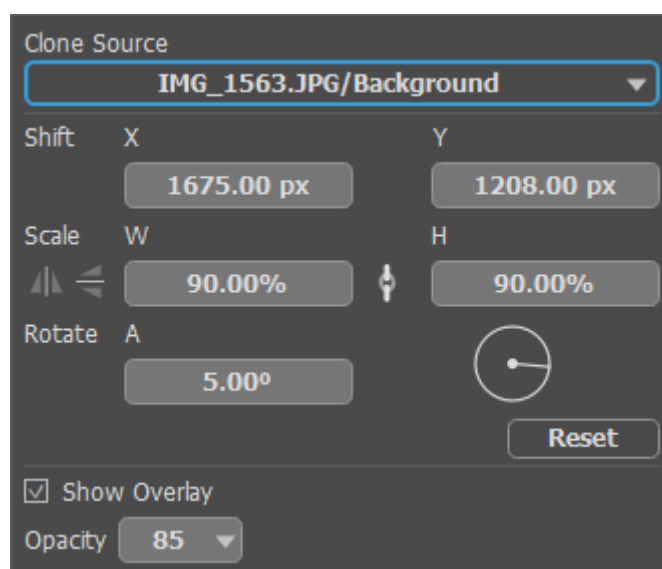 Clone Source
IMG_1563.JPG/Background
Shift X Y
1675.00 px 1208.00 px
Scale W H
90.00% 90.00%
Rotate A
5.00º
Reset
Show Overlay
Opacity 85